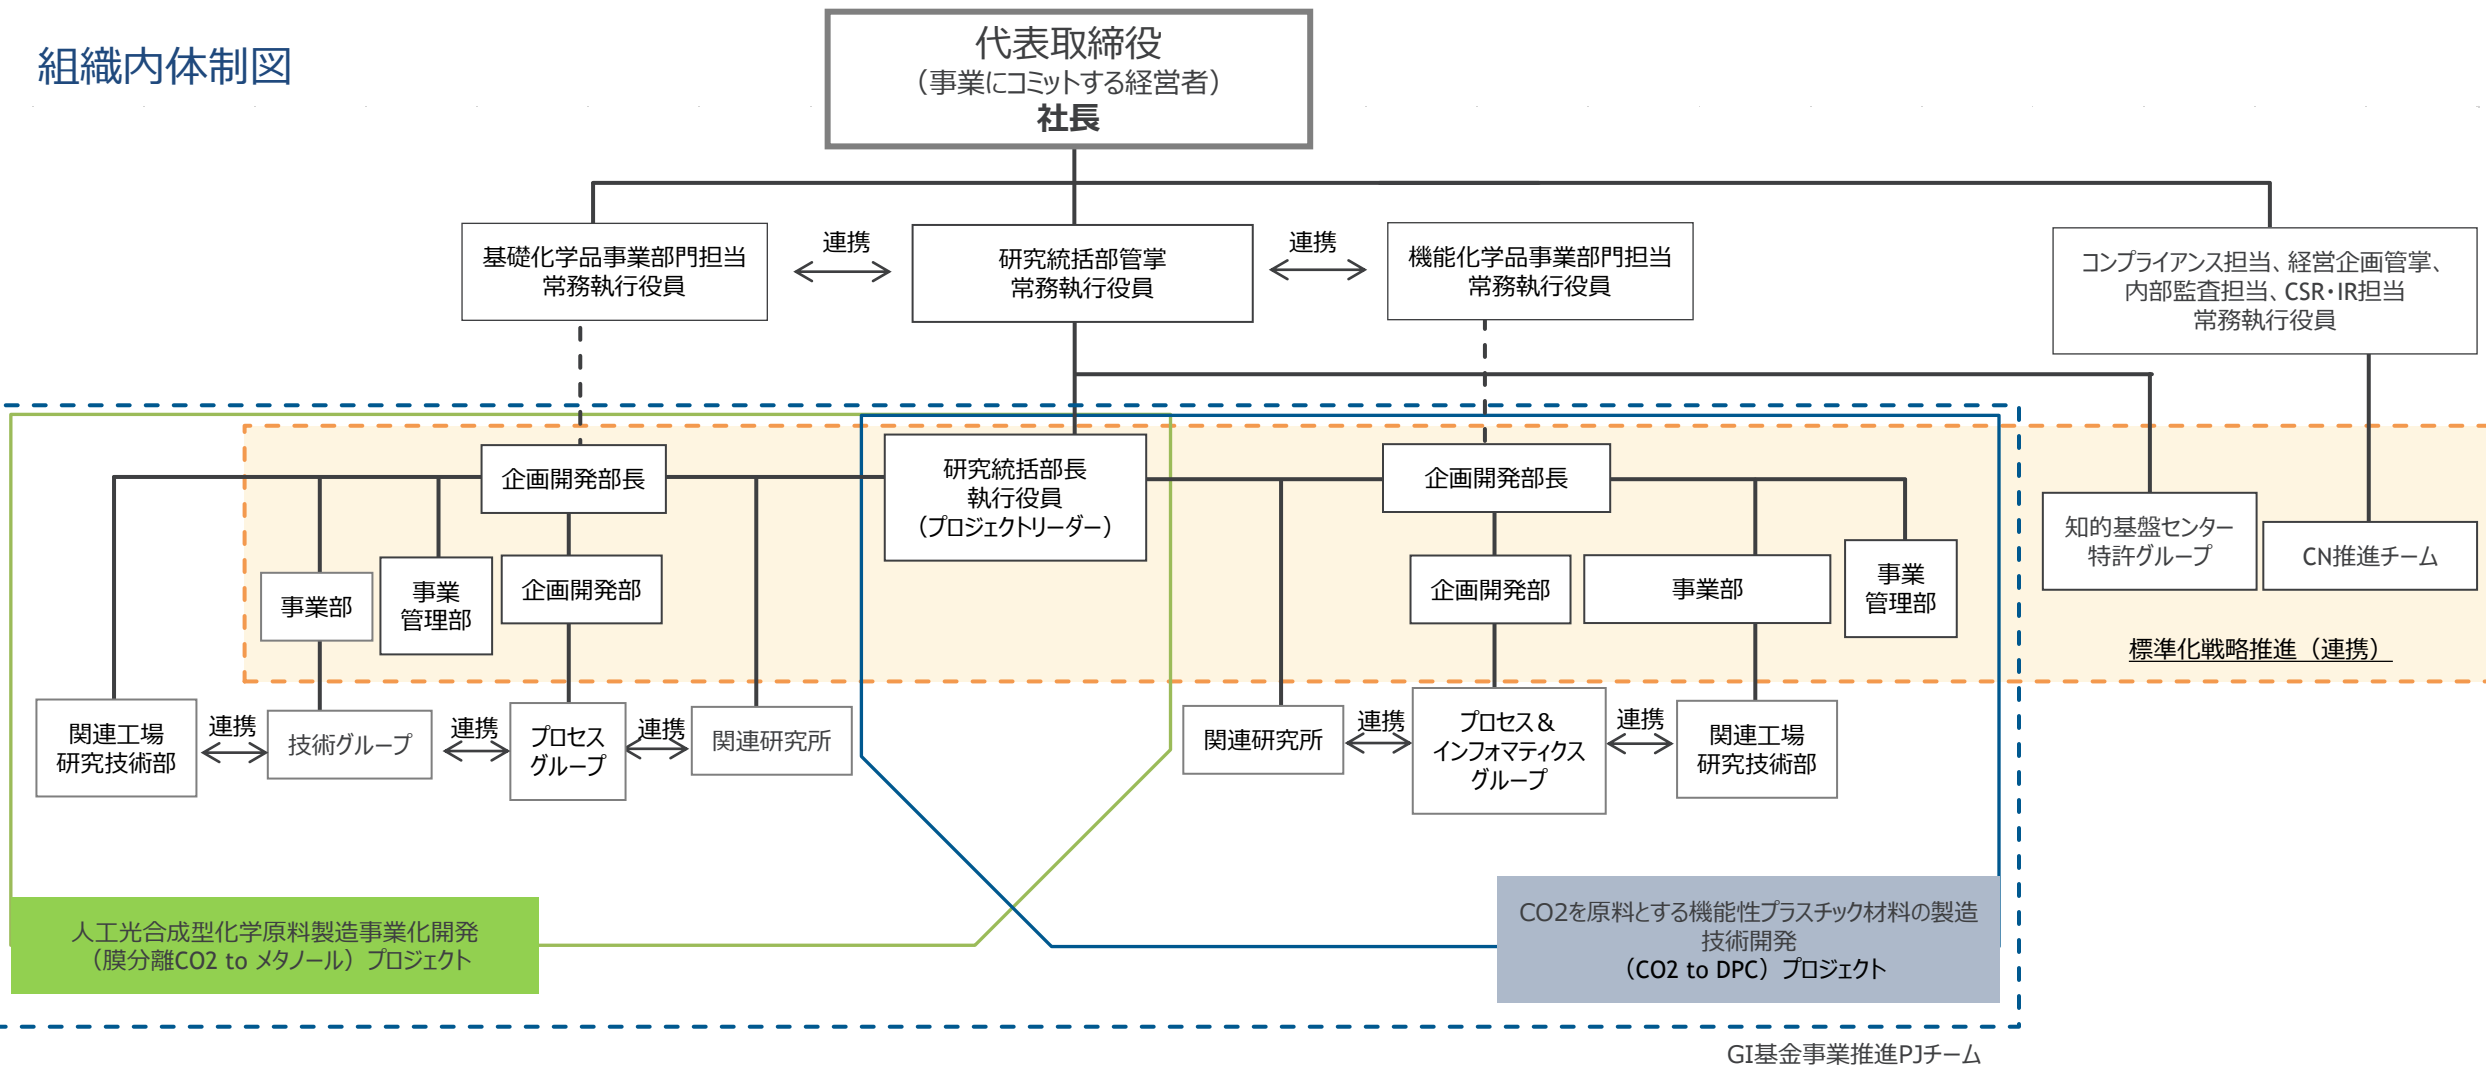 組織内体制図
代表取締役
（事業にコミットする経営者）
社長
基礎化学品事業部門担当
常務執行役員
連携
研究統括部管掌
常務執行役員
連携
機能化学品事業部門担当
常務執行役員
コンプライアンス担当、経営企画管掌、
内部監査担当、CSR・IR担当
常務執行役員
企画開発部長
研究統括部長
執行役員
（プロジェクトリーダー）
企画開発部長
事業部
事業
管理部
企画開発部
企画開発部
事業部
事業
管理部
知的基盤センター
特許グループ
CN推進チーム
標準化戦略推進（連携）
関連工場
研究技術部
連携
技術グループ
連携
プロセス
グループ
連携
関連研究所
関連研究所
連携
プロセス＆
インフォマティクス
グループ
連携
関連工場
研究技術部
人工光合成型化学原料製造事業化開発
（膜分離CO2 to メタノール）プロジェクト
CO2を原料とする機能性プラスチック材料の製造
技術開発
（CO2 to DPC）プロジェクト
GI基金事業推進PJチーム